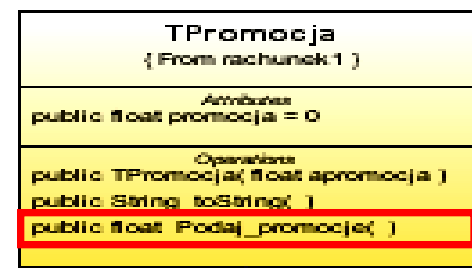 TPromocja
{ From rachunek1 }
Attributes
public float promocja = 0
Operations
public TPromocja( float apromocja )
public String toString( )
public float Podaj_promocje( )